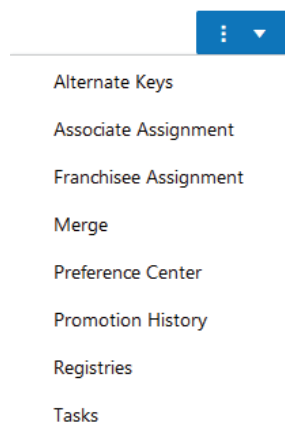 Alternate Keys
Associate Assignment
Franchisee Assignment
Merge
Preference Center
Promotion History
Registries
Tasks